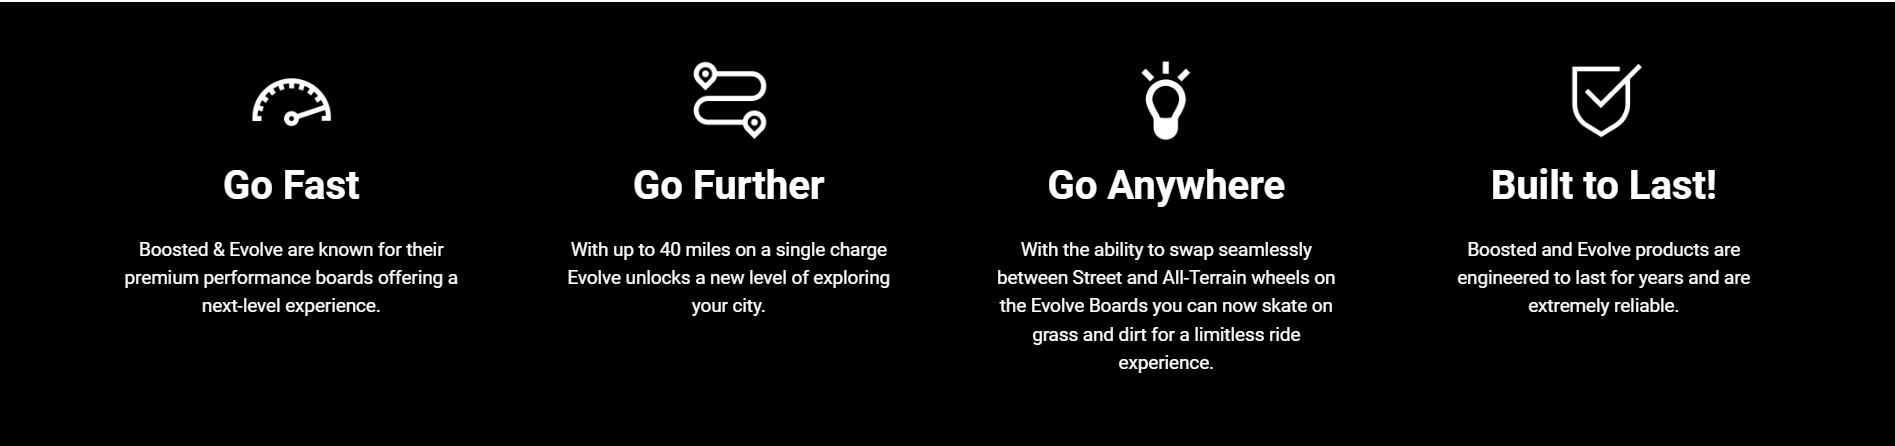 Go Fast
Boosted & Evolve are known for their
premium performance boards offering a
next-level experience.
Go Further
With up to 40 miles on a single charge
Evolve unlocks a new level of exploring
your city.
Go Anywhere
With the ability to swap seamlessly
between Street and All-Terrain wheels on
the Evolve Boards you can now skate on
grass and dirt for a limitless ride
experience.
Built to Last!
Boosted and Evolve products are
engineered to last for years and are
extremely reliable.